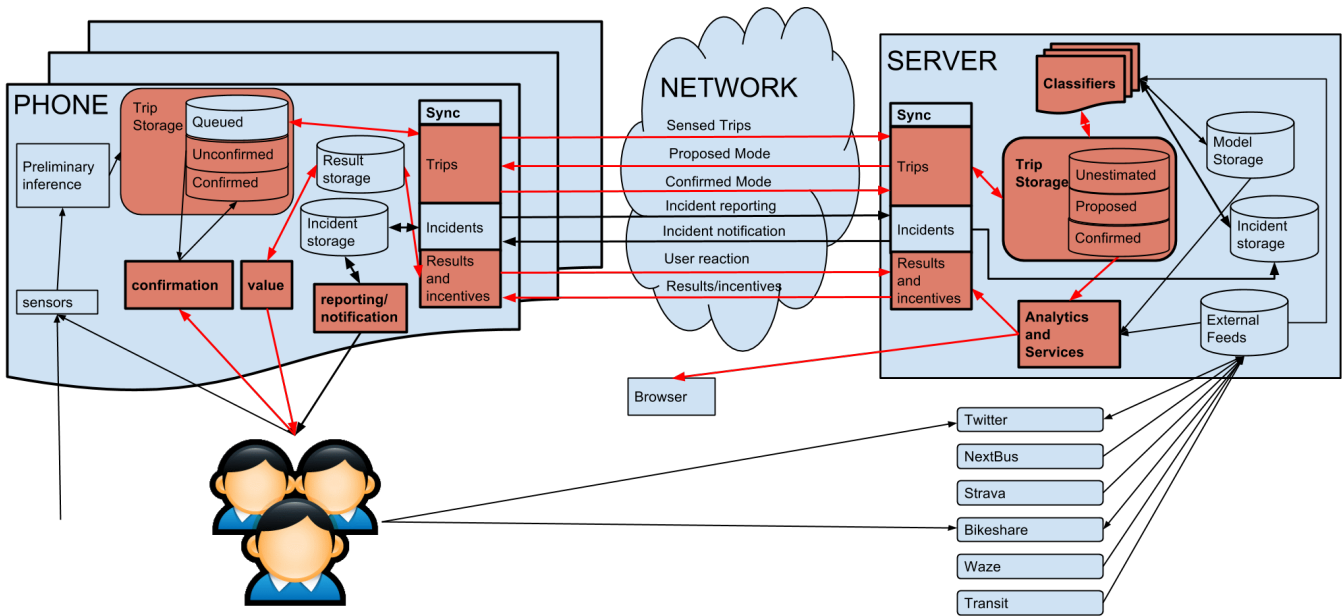 PHONE
Trip
Storage
Queued
Unconfirmed
Confirmed
Preliminary
inference
sensors
confirmation
value
Result
storage
Incident
storage
reporting/
notification
Sync
Trips
Incidents
Results
and
incentives
NETWORK
Sensed Trips
Proposed Mode
Confirmed Mode
Incident reporting
Incident notification
User reaction
Results/incentives
Browser
SERVER
Sync
Trips
Incidents
Results
and
incentives
Classifiers
Trip
Storage
Unestimated
Proposed
Confirmed
Model
Storage
Incident
storage
Analytics
and
Services
External
Feeds
Twitter
NextBus
Strava
Bikeshare
Waze
Transit